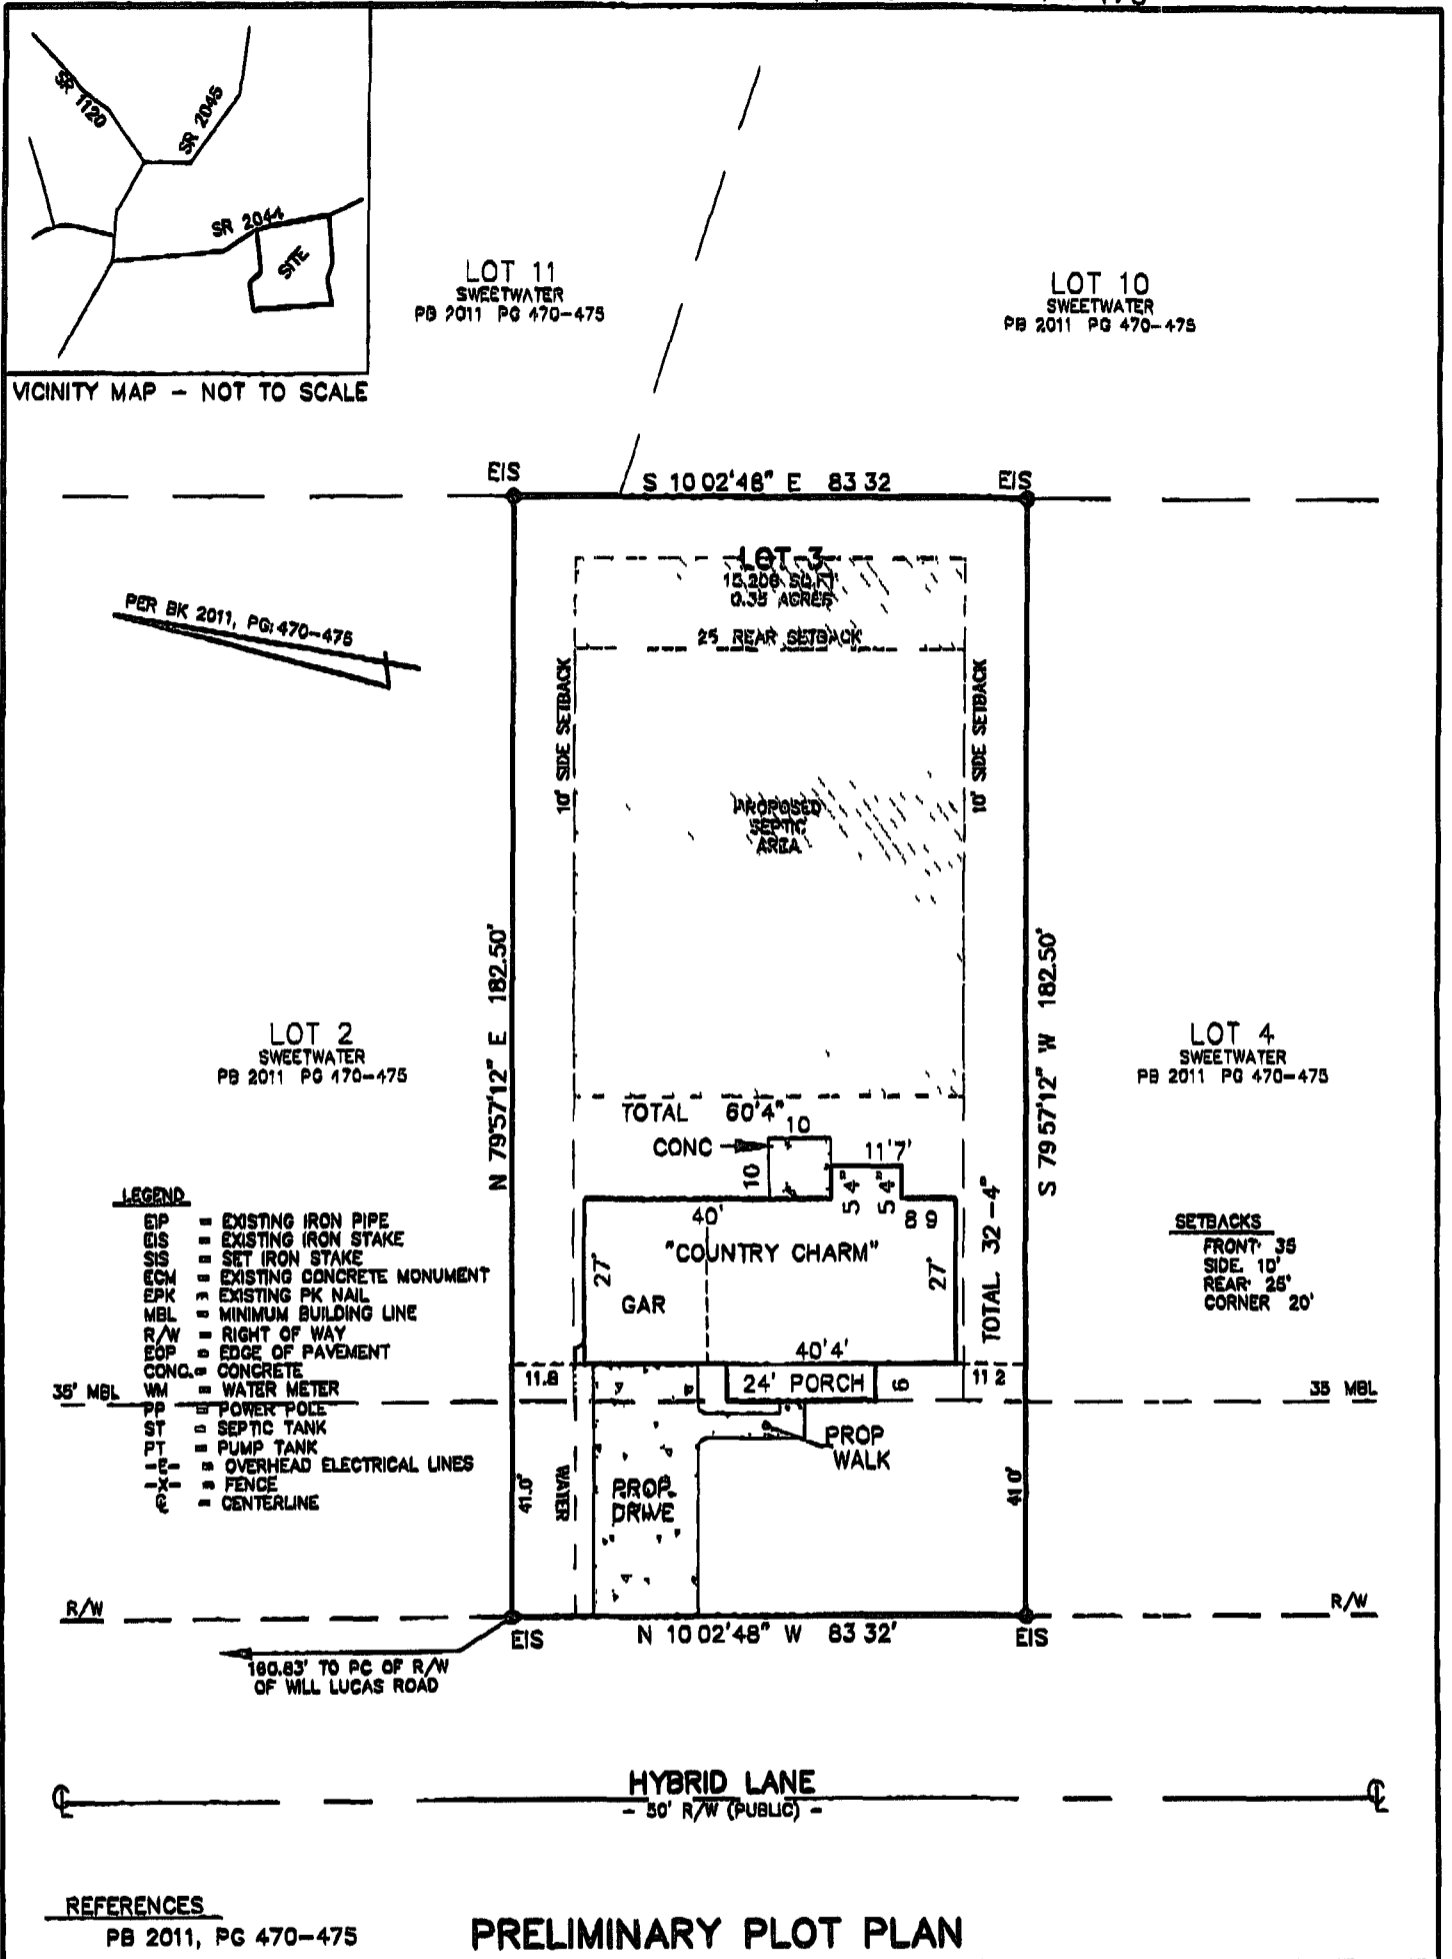 SR 1120
SR 2045
SR 2044
SITE
VICINITY MAP - NOT TO SCALE
LOT 11
SWEETWATER
PB 2011 PG 470-475
LOT 10
SWEETWATER
PB 2011 PG 470-475
EIS
S 10 02'48" E 83 32
EIS
PER BK 2011, PG 470-475
LOT 3
15,206 SQ FT
0.35 ACRES
25 REAR SETBACK
10' SIDE SETBACK
10' SIDE SETBACK
PROPOSED
SEPTIC
AREA
N 79°57'12" E 182.50'
S 79 57'12" W 182.50'
LOT 2
SWEETWATER
PB 2011 PG 470-475
LOT 4
SWEETWATER
PB 2011 PG 470-475
TOTAL 60'4"
CONC
10
10
11'7'
5 4"
5 4"
8 9
40'
"COUNTRY CHARM"
27'
27'
GAR
TOTAL 32-4"
40'4'
11.8
24' PORCH
6
11 2
LEGEND
EIP = EXISTING IRON PIPE
EIS = EXISTING IRON STAKE
SIS = SET IRON STAKE
ECM = EXISTING CONCRETE MONUMENT
EPK = EXISTING PK NAIL
MBL = MINIMUM BUILDING LINE
R/W = RIGHT OF WAY
EOP = EDGE OF PAVEMENT
CONC. = CONCRETE
WM = WATER METER
PP = POWER POLE
ST = SEPTIC TANK
PT = PUMP TANK
-E- = OVERHEAD ELECTRICAL LINES
-X- = FENCE
℄ = CENTERLINE
SETBACKS
FRONT: 35
SIDE. 10'
REAR: 25'
CORNER 20'
35' MBL
35 MBL
PROP
WALK
41.0'
WATER
PROP.
DRIVE
41 0'
R/W
R/W
EIS
N 10 02'48" W 83 32'
EIS
160.83' TO PC OF R/W
OF WILL LUCAS ROAD
℄
HYBRID LANE
- 50' R/W (PUBLIC) -
℄
REFERENCES
PB 2011, PG 470-475
PRELIMINARY PLOT PLAN